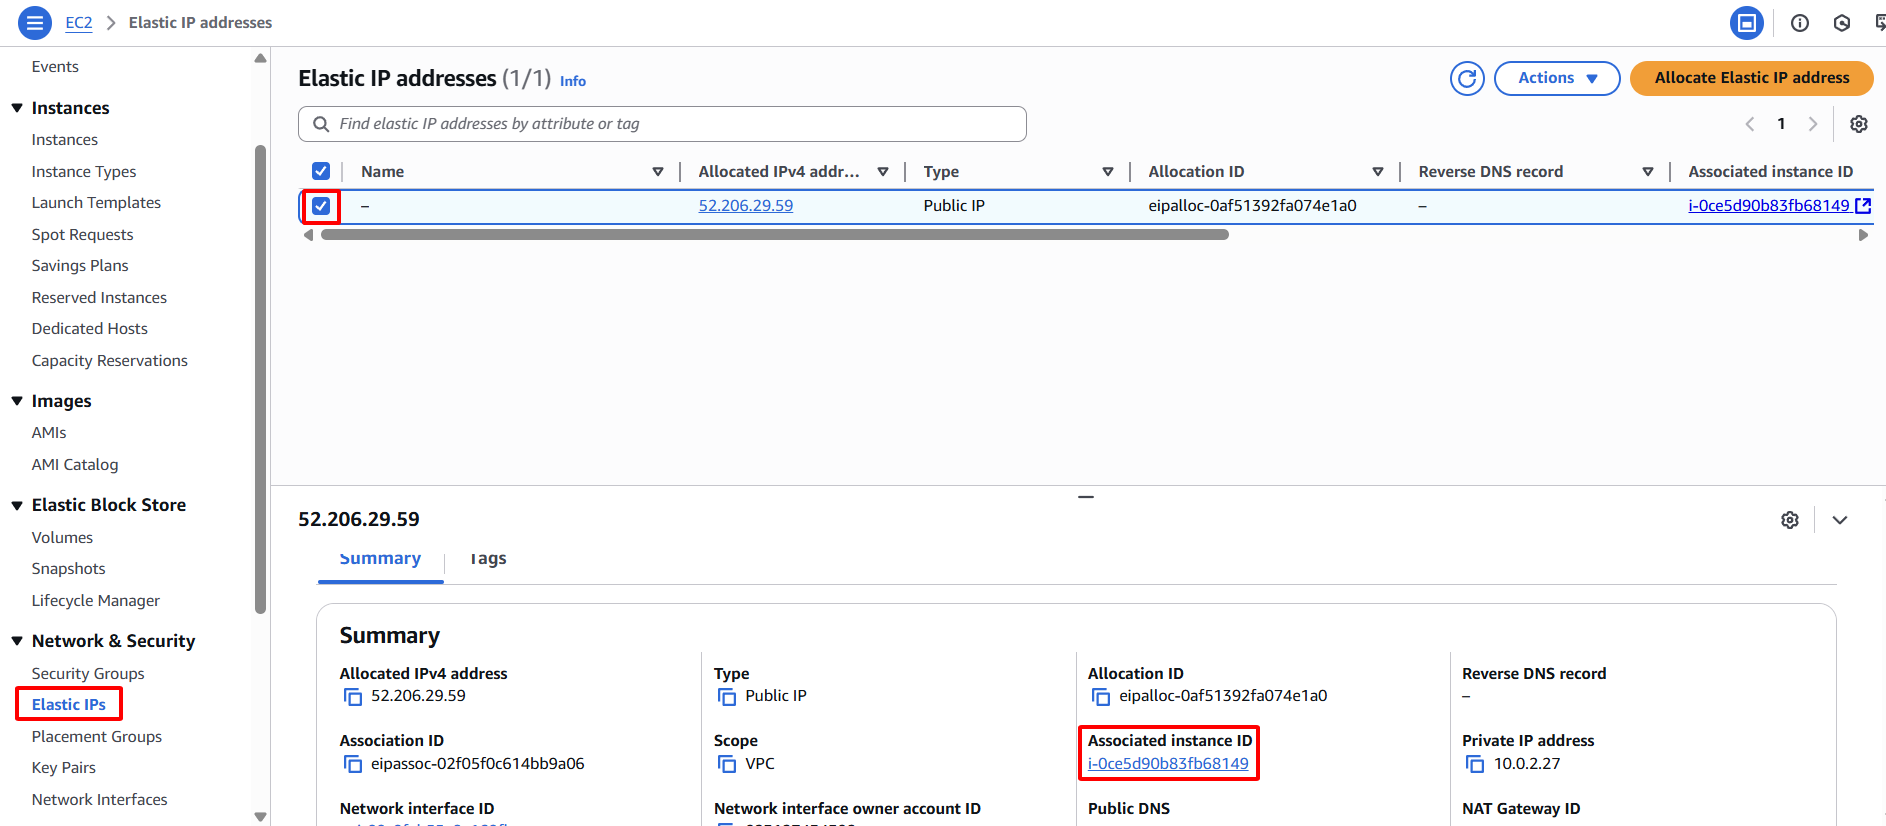 EC2 > Elastic IP addresses
Events
Instances
Instances
Instance Types
Launch Templates
Spot Requests
Savings Plans
Reserved Instances
Dedicated Hosts
Capacity Reservations
Images
AMIs
AMI Catalog
Elastic Block Store
Volumes
Snapshots
Lifecycle Manager
Network & Security
Security Groups
Elastic IPs
Placement Groups
Key Pairs
Network Interfaces
Elastic IP addresses (1/1) Info
Actions
Allocate Elastic IP address
Find elastic IP addresses by attribute or tag
1
Name Allocated IPv4 addr... Type Allocation ID Reverse DNS record Associated instance ID
– 52.206.29.59 Public IP eipalloc-0af51392fa074e1a0 – i-0ce5d90b83fb68149
52.206.29.59
Summary Tags
Summary
Allocated IPv4 address Type Allocation ID Reverse DNS record
52.206.29.59 Public IP eipalloc-0af51392fa074e1a0 –
Association ID Scope Associated instance ID Private IP address
eipassoc-02f05f0c614bb9a06 VPC i-0ce5d90b83fb68149 10.0.2.27
Network interface ID Network interface owner account ID Public DNS NAT Gateway ID